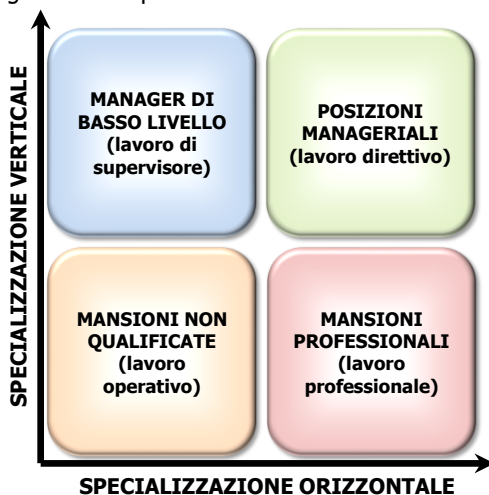 SPECIALIZZAZIONE VERTICALE
MANAGER DI
BASSO LIVELLO
(lavoro di
supervisore)
POSIZIONI
MANAGERIALI
(lavoro direttivo)
MANSIONI NON
QUALIFICATE
(lavoro
operativo)
MANSIONI
PROFESSIONALI
(lavoro
professionale)
SPECIALIZZAZIONE ORIZZONTALE